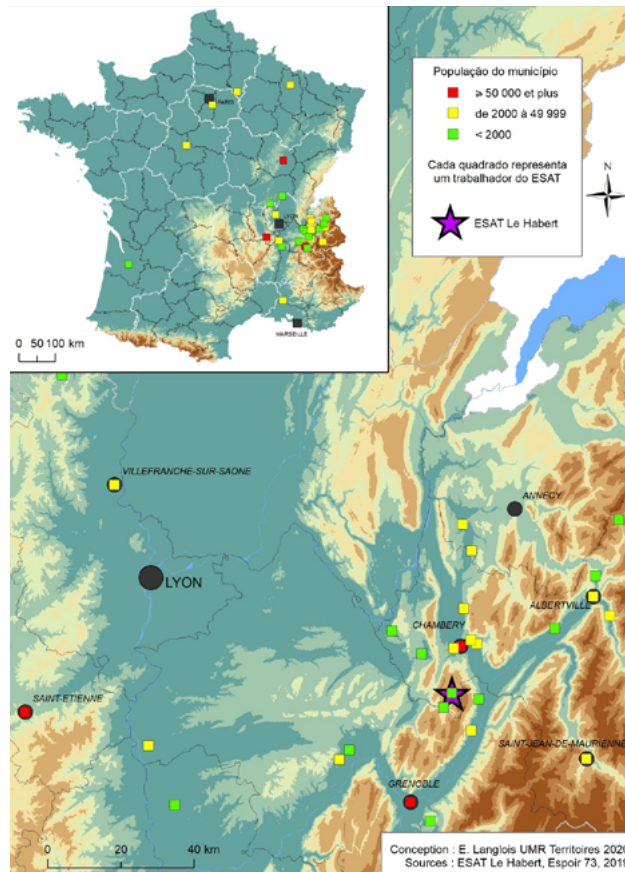 PARIS
LYON
MARSEILLE
0 50 100 km
População do município
≥ 50 000 et plus
de 2000 à 49 999
< 2000
Cada quadrado representa
um trabalhador do ESAT
ESAT Le Habert
N
VILLEFRANCHE-SUR-SAONE
ANNECY
LYON
ALBERTVILLE
CHAMBERY
SAINT-ETIENNE
SAINT-JEAN-DE-MAURIENNE
GRENOBLE
0 20 40 km
Conception : E. Langlois UMR Territoires 2020
Sources : ESAT Le Habert, Espoir 73, 2019